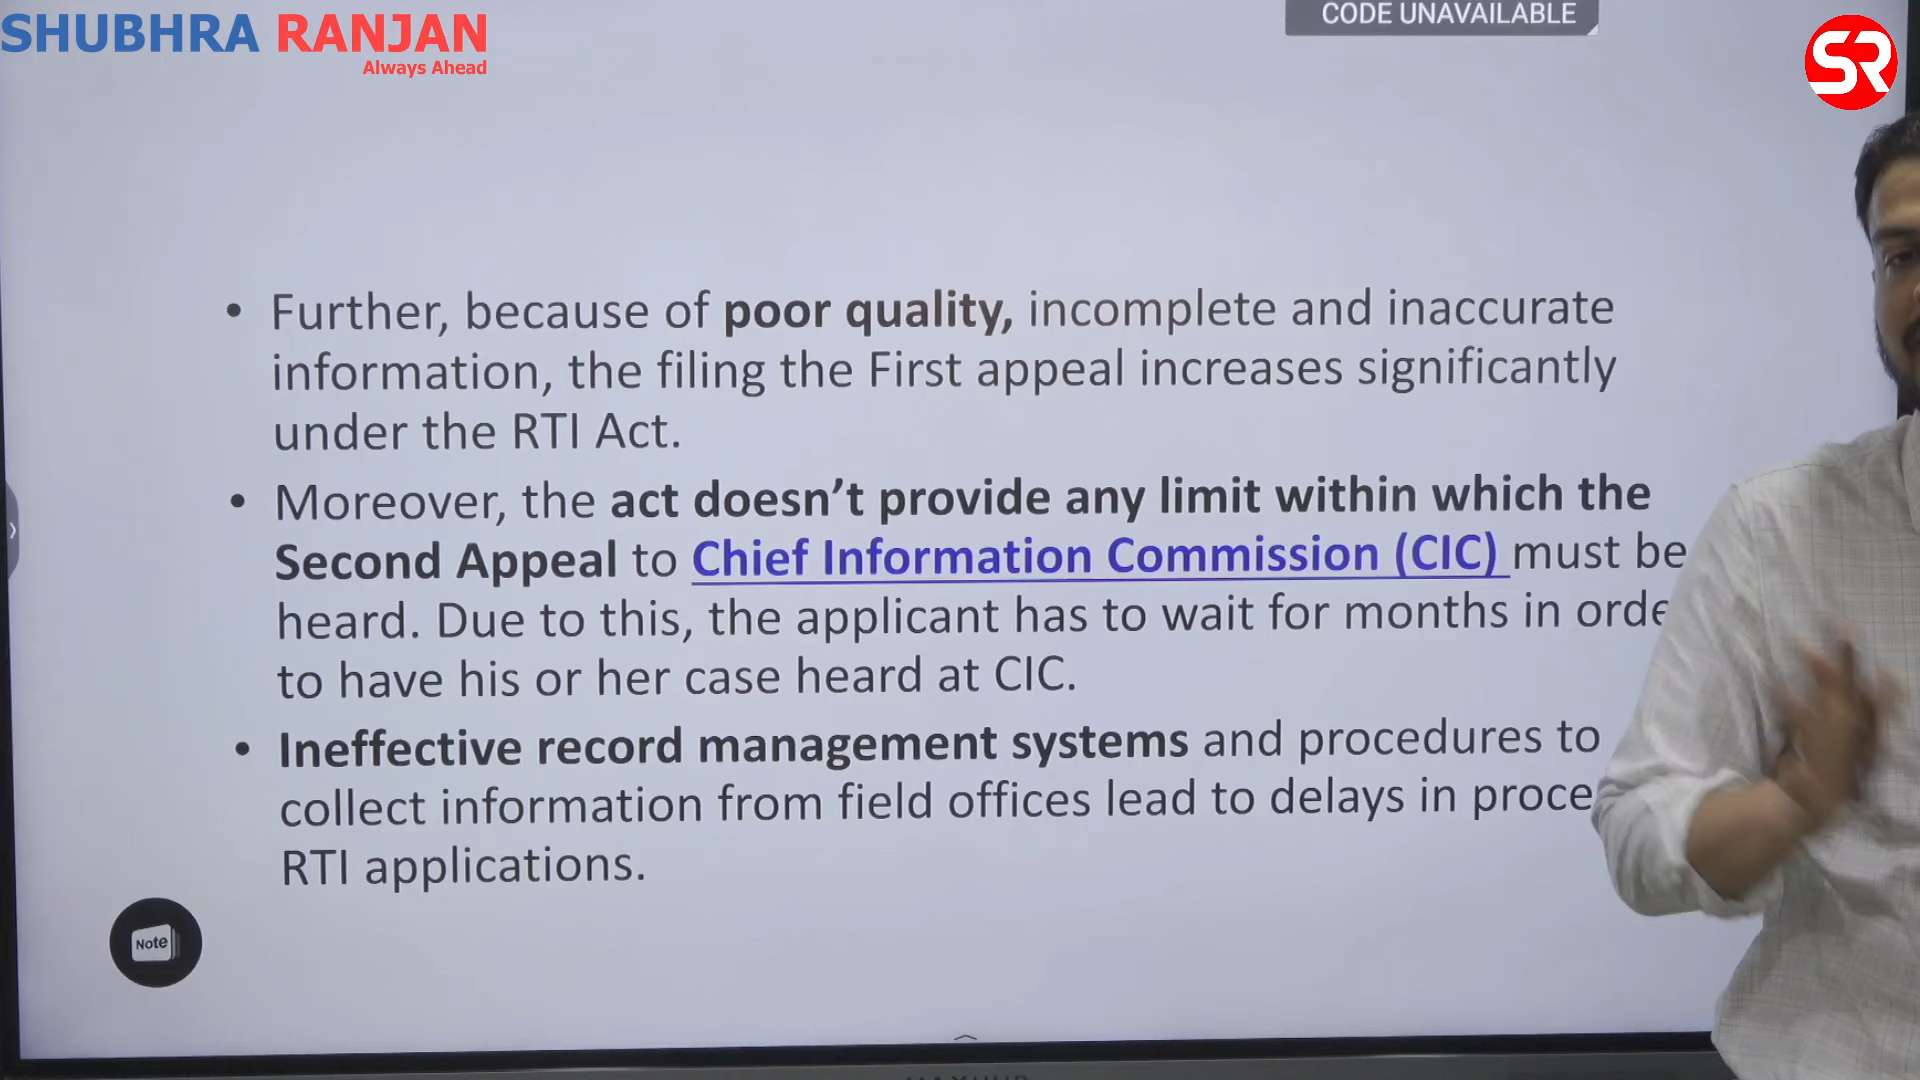 SHUBHRA RANJAN
Always Ahead
CODE UNAVAILABLE
SR
• Further, because of poor quality, incomplete and inaccurate
information, the filing the First appeal increases significantly
under the RTI Act.
• Moreover, the act doesn’t provide any limit within which the
Second Appeal to Chief Information Commission (CIC) must be
heard. Due to this, the applicant has to wait for months in orde
to have his or her case heard at CIC.
• Ineffective record management systems and procedures to
collect information from field offices lead to delays in proce
RTI applications.
Note